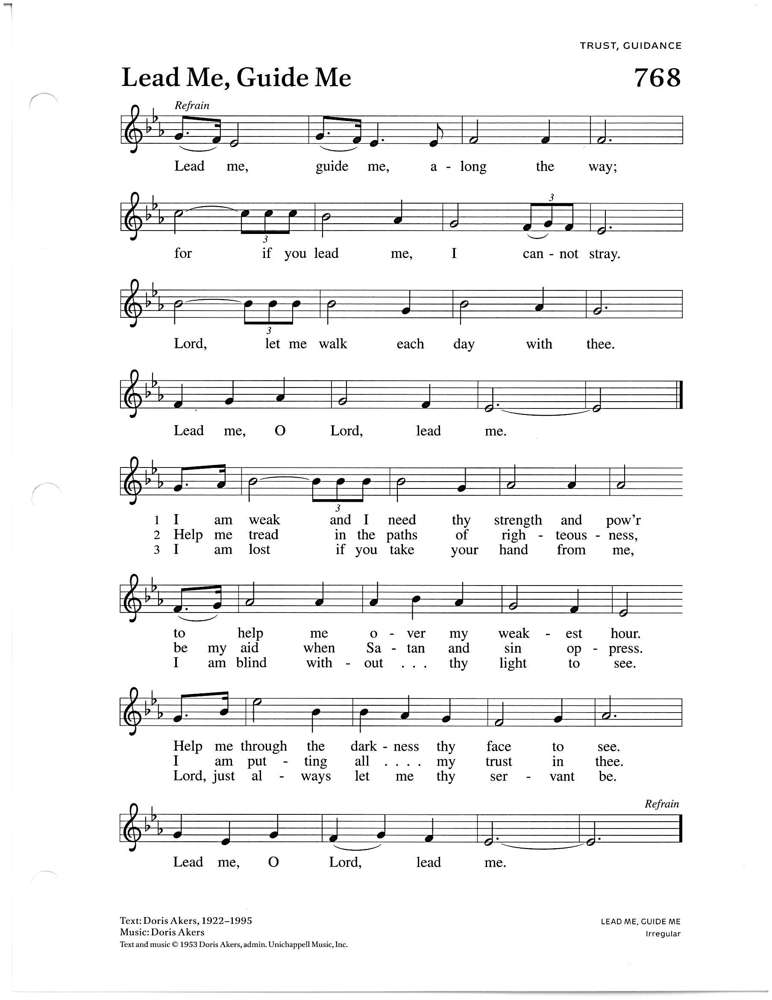 TRUST, GUIDANCE
Lead Me, Guide Me 768
Refrain
Lead me, guide me, a - long the way;
3
3
for if you lead me, I can - not stray.
3
Lord, let me walk each day with thee.
Lead me, O Lord, lead me.
3
1 I am weak and I need thy strength and pow'r
2 Help me tread in the paths of righ - teous - ness,
3 I am lost if you take your hand from me,
to help me o - ver my weak - est hour.
be my aid when Sa - tan and sin op - press.
I am blind with - out . . . thy light to see.
Help me through the dark - ness thy face to see.
I am put - ting all . . . . my trust in thee.
Lord, just al - ways let me thy ser - vant be.
Refrain
Lead me, O Lord, lead me.
Text: Doris Akers, 1922–1995
Music: Doris Akers
Text and music © 1953 Doris Akers, admin. Unichappell Music, Inc.
LEAD ME, GUIDE ME
Irregular